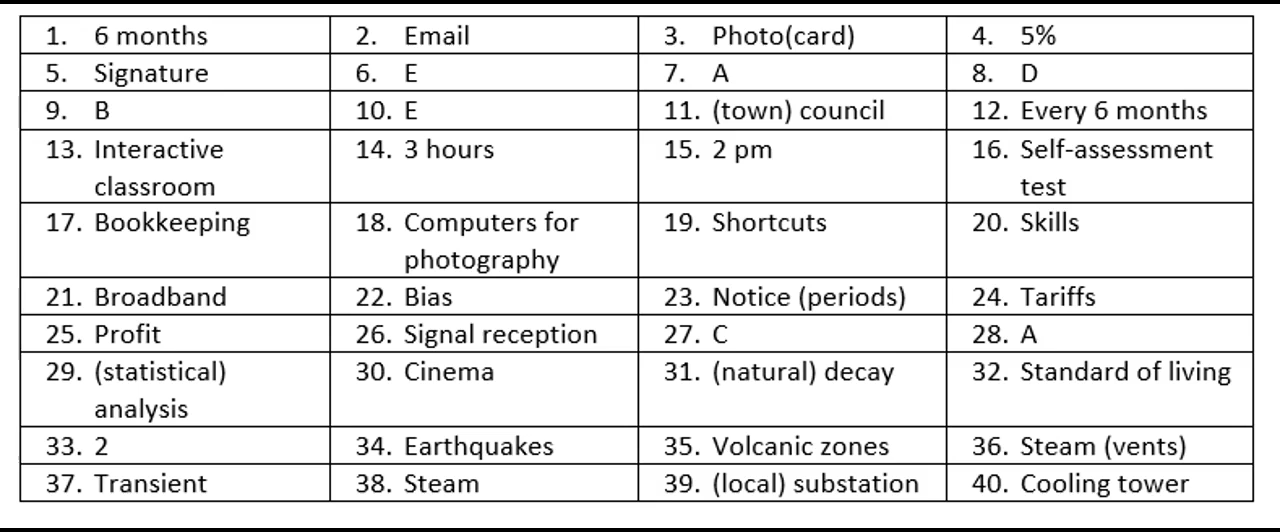 1. 6 months 2. Email 3. Photo(card) 4. 5%
5. Signature 6. E 7. A 8. D
9. B 10. E 11. (town) council 12. Every 6 months
13. Interactive classroom 14. 3 hours 15. 2 pm 16. Self-assessment test
17. Bookkeeping 18. Computers for photography 19. Shortcuts 20. Skills
21. Broadband 22. Bias 23. Notice (periods) 24. Tariffs
25. Profit 26. Signal reception 27. C 28. A
29. (statistical) analysis 30. Cinema 31. (natural) decay 32. Standard of living
33. 2 34. Earthquakes 35. Volcanic zones 36. Steam (vents)
37. Transient 38. Steam 39. (local) substation 40. Cooling tower